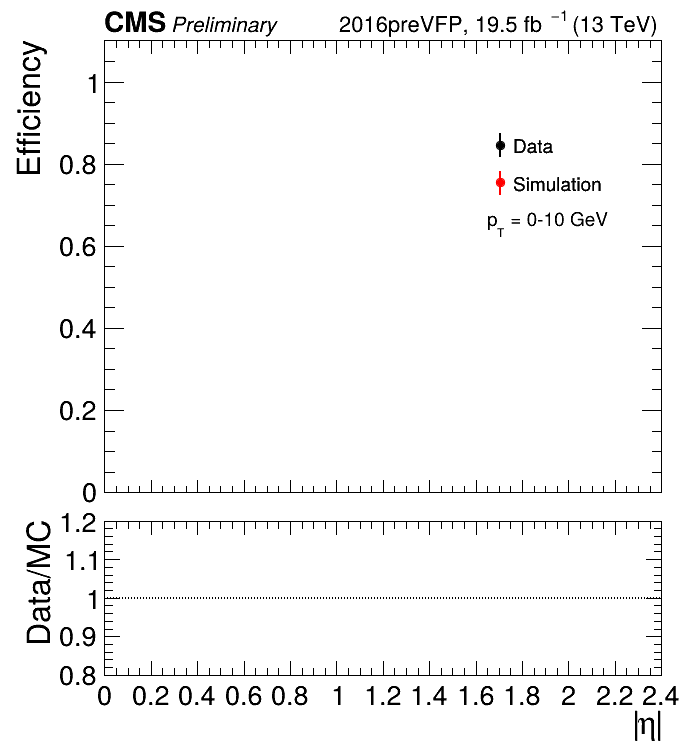 CMS Preliminary 2016preVFP, 19.5 fb⁻¹ (13 TeV)
Efficiency
1
0.8
0.6
0.4
0.2
0
Data
Simulation
p_T = 0-10 GeV
Data/MC
1.2
1.1
1
0.9
0.8
0 0.2 0.4 0.6 0.8 1 1.2 1.4 1.6 1.8 2 2.2 2.4
|η|